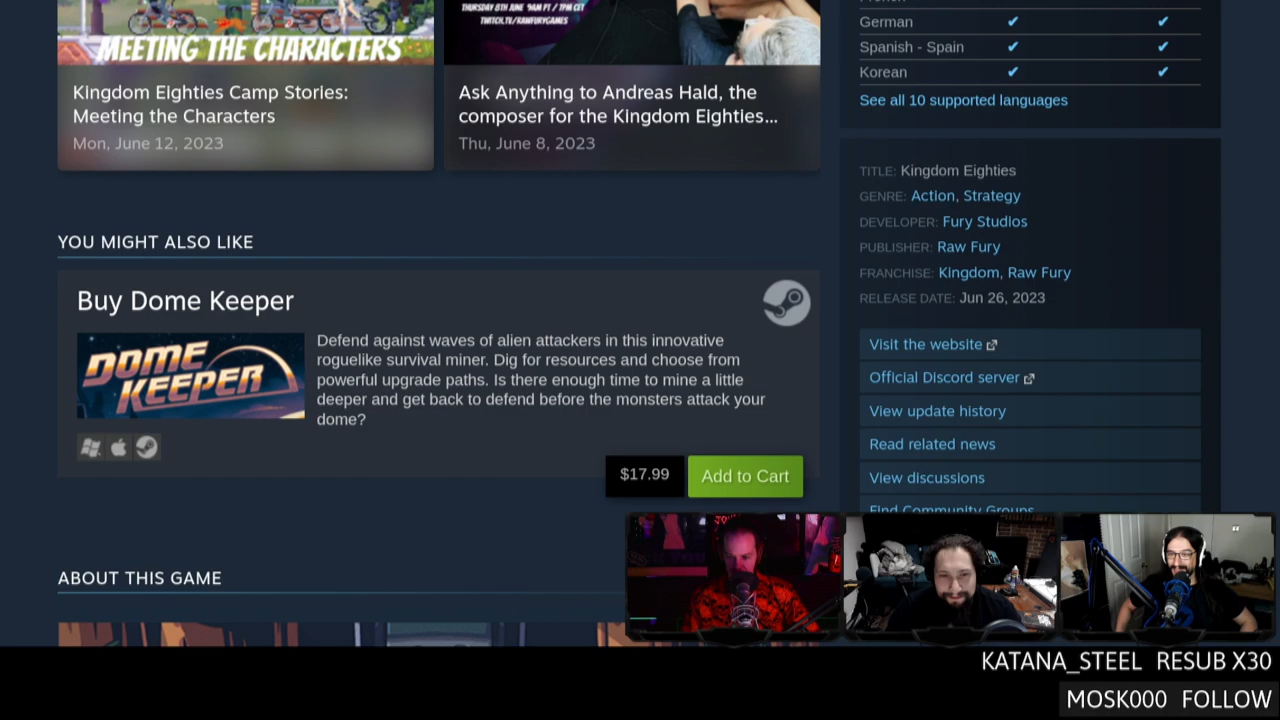 THURSDAY 8TH JUNE 9AM PT / 7PM CET
TWITCH.TV/RAWFURYGAMES
MEETING THE CHARACTERS
Kingdom Eighties Camp Stories:
Meeting the Characters
Mon, June 12, 2023
Ask Anything to Andreas Hald, the
composer for the Kingdom Eighties...
Thu, June 8, 2023
German ✔ ✔
Spanish - Spain ✔ ✔
Korean ✔ ✔
See all 10 supported languages
TITLE: Kingdom Eighties
GENRE: Action, Strategy
DEVELOPER: Fury Studios
PUBLISHER: Raw Fury
FRANCHISE: Kingdom, Raw Fury
RELEASE DATE: Jun 26, 2023
Visit the website
Official Discord server
View update history
Read related news
View discussions
Find Community Groups
YOU MIGHT ALSO LIKE
Buy Dome Keeper
DOME
KEEPER
Defend against waves of alien attackers in this innovative
roguelike survival miner. Dig for resources and choose from
powerful upgrade paths. Is there enough time to mine a little
deeper and get back to defend before the monsters attack your
dome?
$17.99
Add to Cart
ABOUT THIS GAME
KATANA_STEEL RESUB X30
MOSK000 FOLLOW